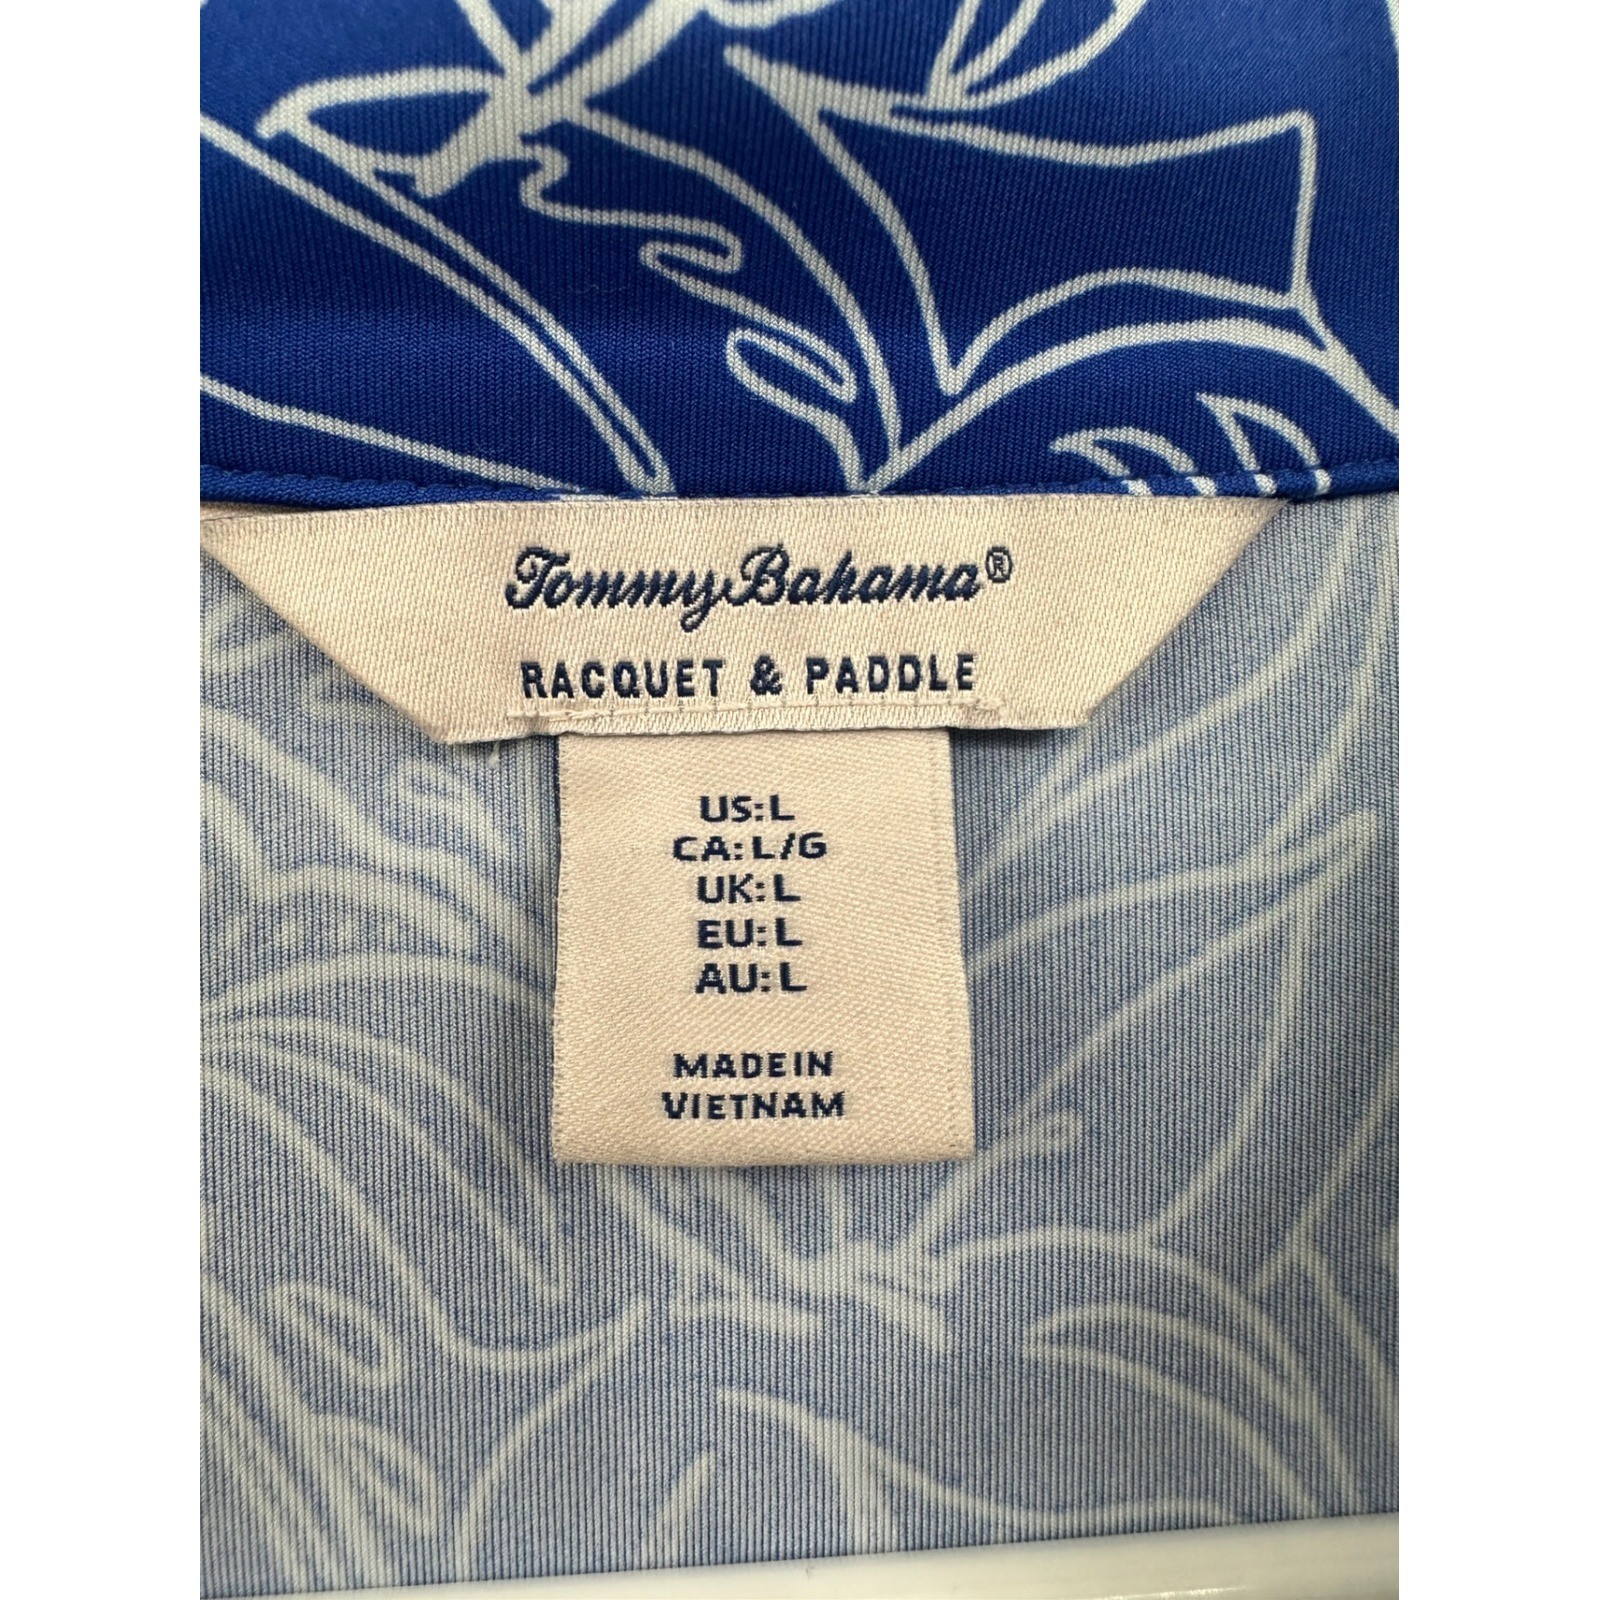 Tommy Bahama®
RACQUET & PADDLE
US: L
CA: L/G
UK: L
EU: L
AU: L
MADE IN
VIETNAM